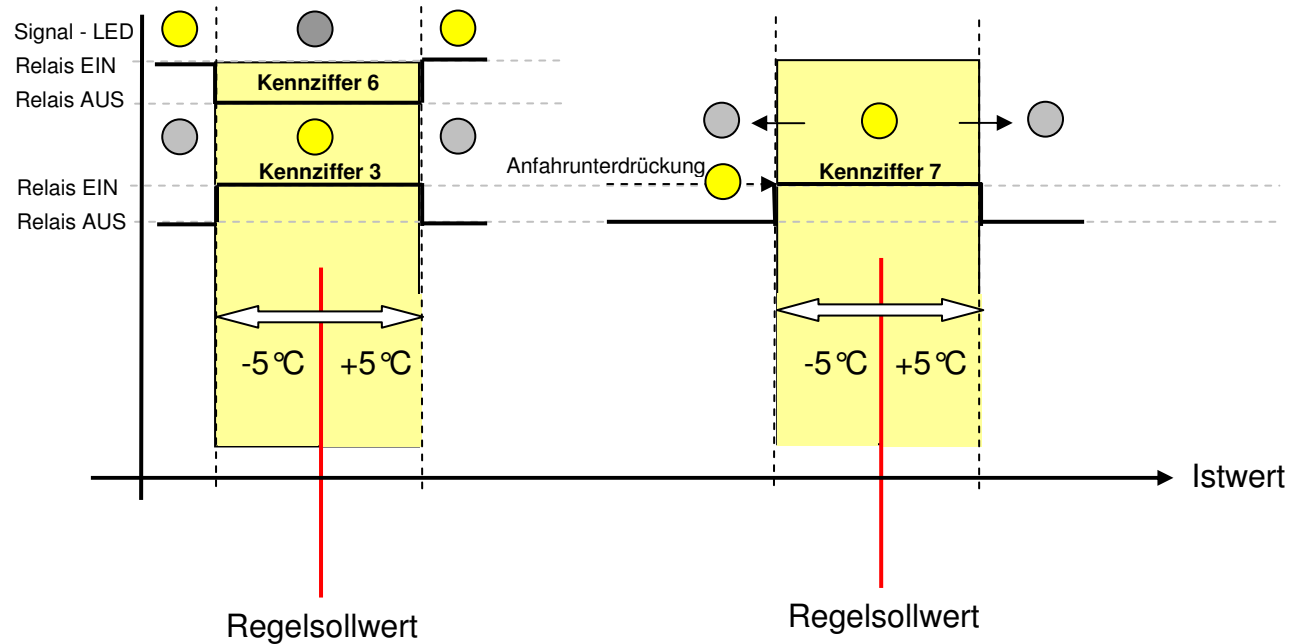 Signal - LED
Relais EIN
Kennziffer 6
Relais AUS
Kennziffer 3
Anfahrunterdrückung
Kennziffer 7
Relais EIN
Relais AUS
-5°C +5°C
-5°C +5°C
Istwert
Regelsollwert
Regelsollwert